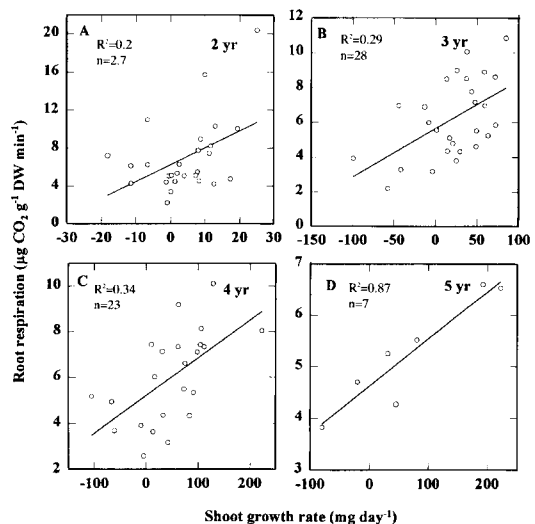 A
R²=0.2
2 yr
n=2.7
24
20
16
12
8
4
0
-30 -20 -10 0 10 20 30
B
R²=0.29
3 yr
n=28
12
10
8
6
4
2
0
-150 -100 -50 0 50 100
Root respiration (µg CO₂ g⁻¹ DW min⁻¹)
C
R²=0.34
4 yr
n=23
12
10
8
6
4
2
-100 0 100 200
D
R²=0.87
5 yr
n=7
7
6
5
4
3
-100 0 100 200
Shoot growth rate (mg day⁻¹)